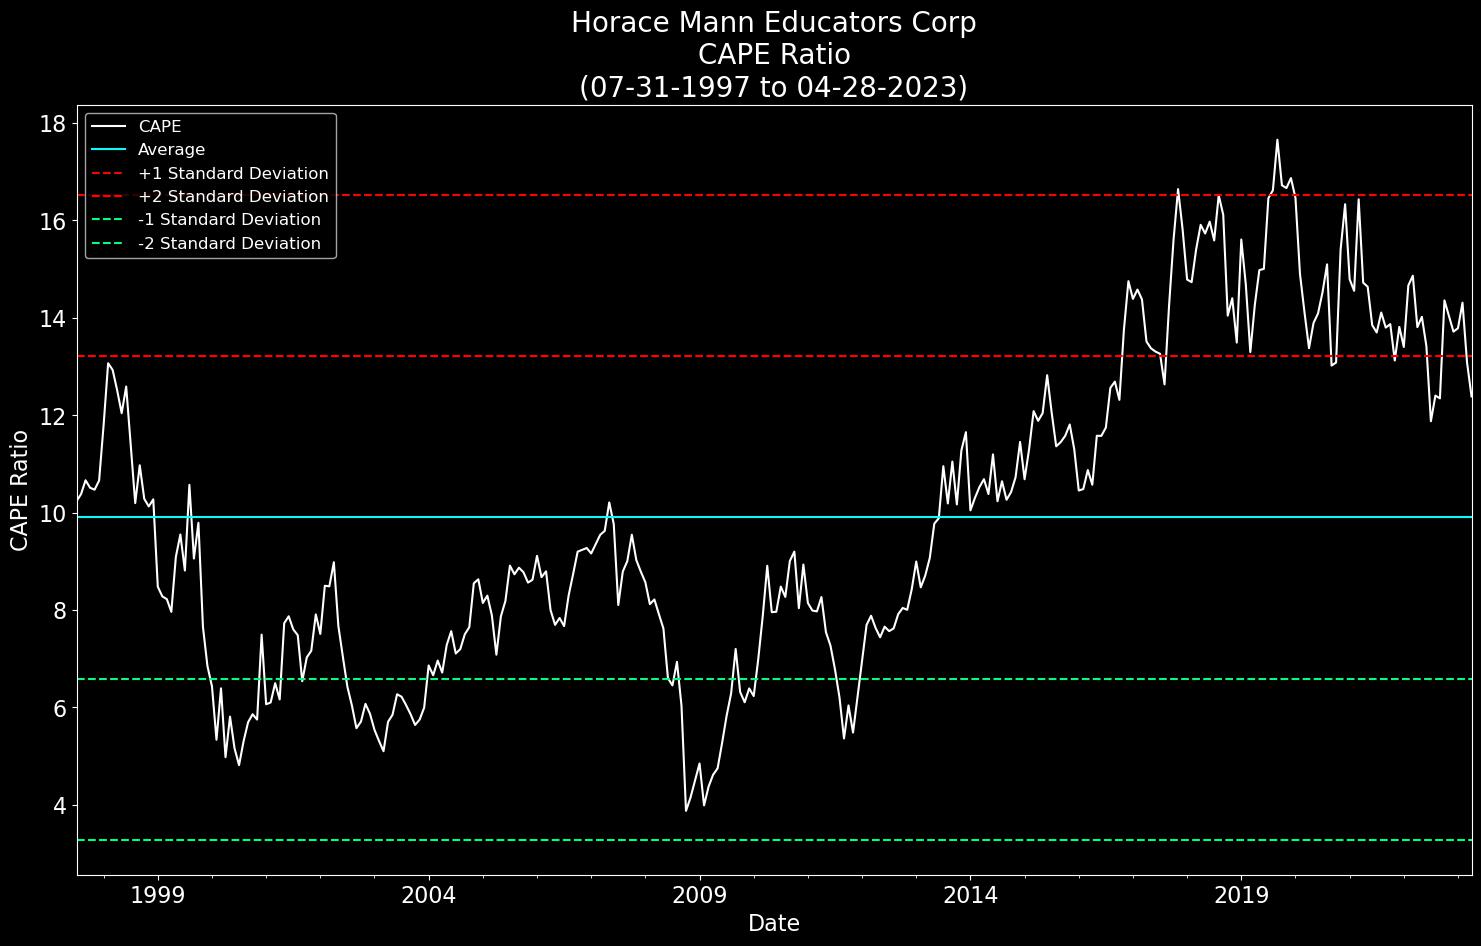 Horace Mann Educators Corp
CAPE Ratio
(07-31-1997 to 04-28-2023)
CAPE
Average
+1 Standard Deviation
+2 Standard Deviation
-1 Standard Deviation
-2 Standard Deviation
CAPE Ratio
18
16
14
12
10
8
6
4
1999
2004
2009
2014
2019
Date